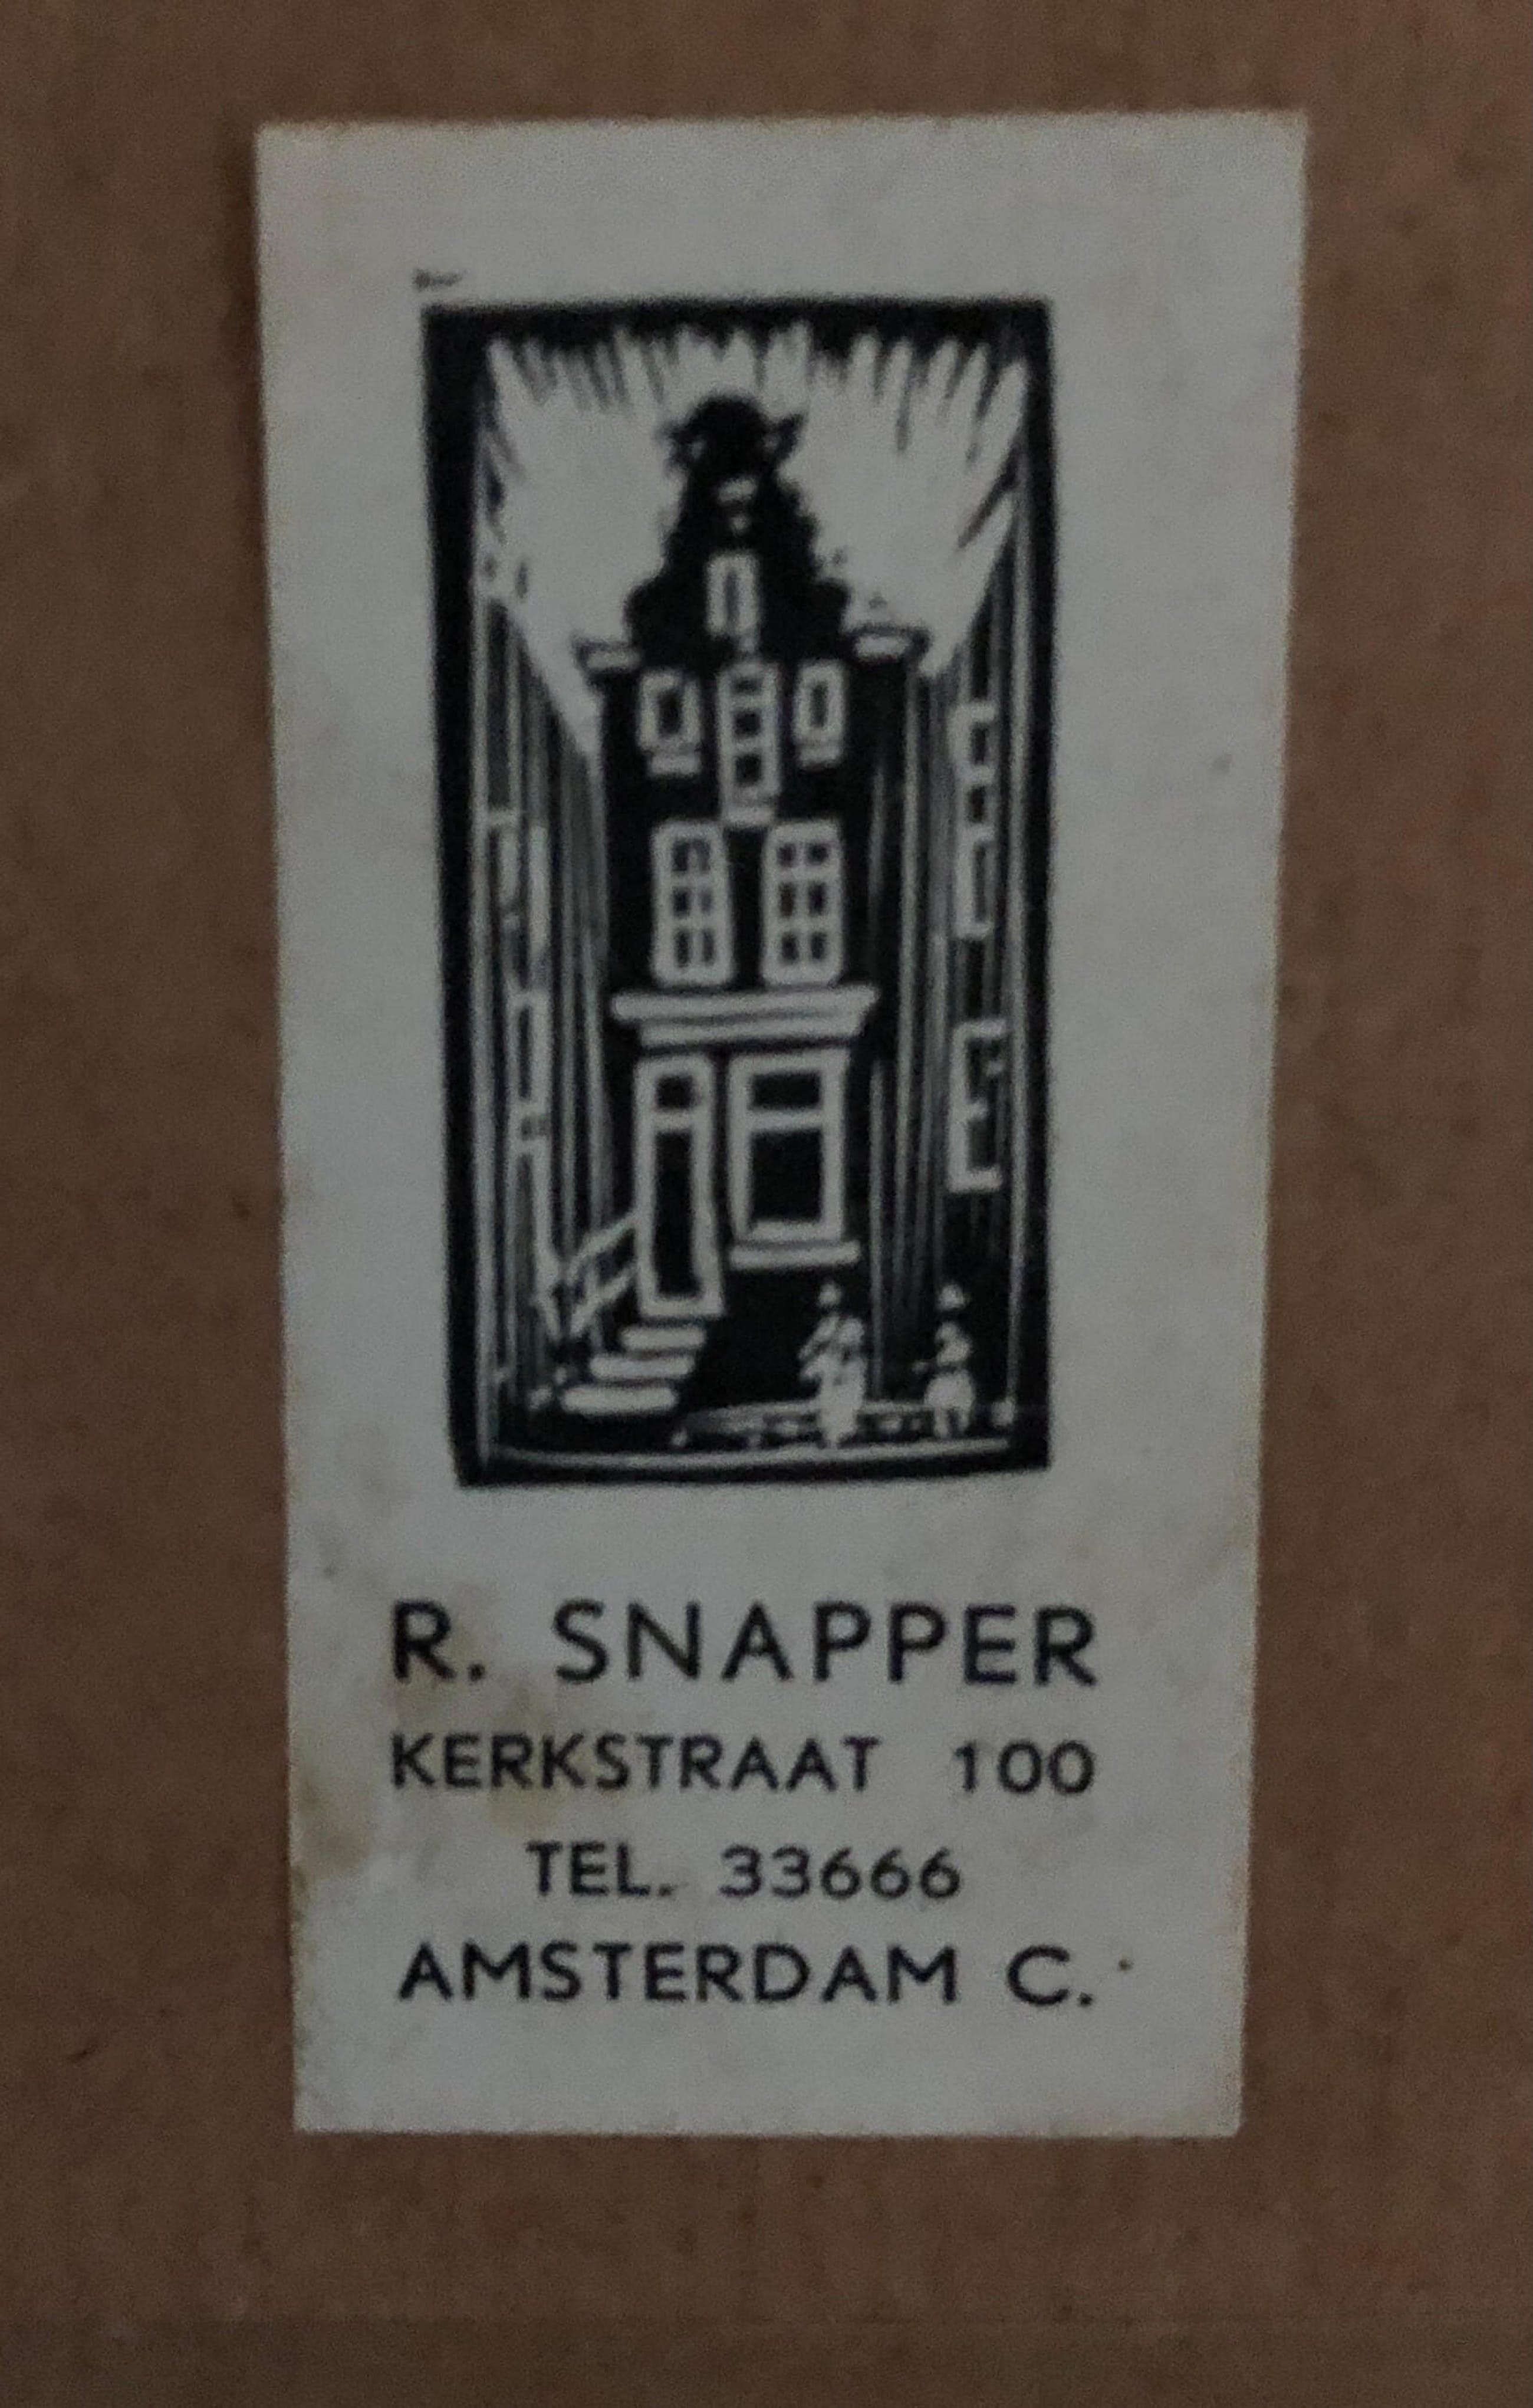 R. SNAPPER
KERKSTRAAT 100
TEL. 33666
AMSTERDAM C.